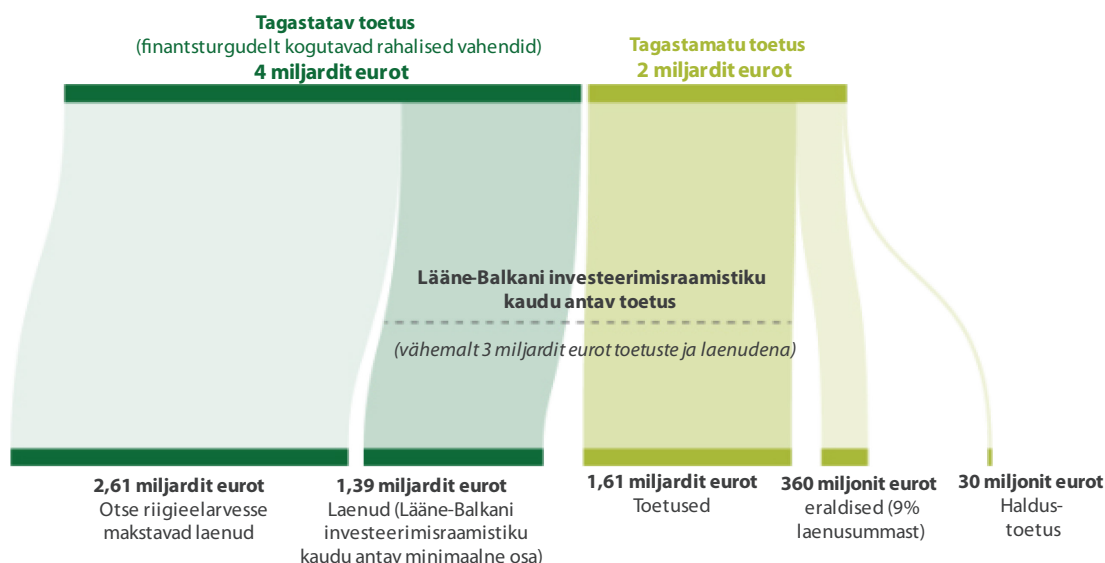 Tagastatav toetus
(finantsturgudelt kogutavad rahalised vahendid)
4 miljardit eurot
Tagastamatu toetus
2 miljardit eurot
Lääne-Balkani investeerimisraamistiku
kaudu antav toetus
(vähemalt 3 miljardit eurot toetuste ja laenudena)
2,61 miljardit eurot
Otse riigieelarvesse
makstavad laenud
1,39 miljardit eurot
Laenud (Lääne-Balkani
investeerimisraamistiku
kaudu antav minimaalne osa)
1,61 miljardit eurot
Toetused
360 miljonit eurot
eraldised (9%
laenusummast)
30 miljonit eurot
Haldus-
toetus